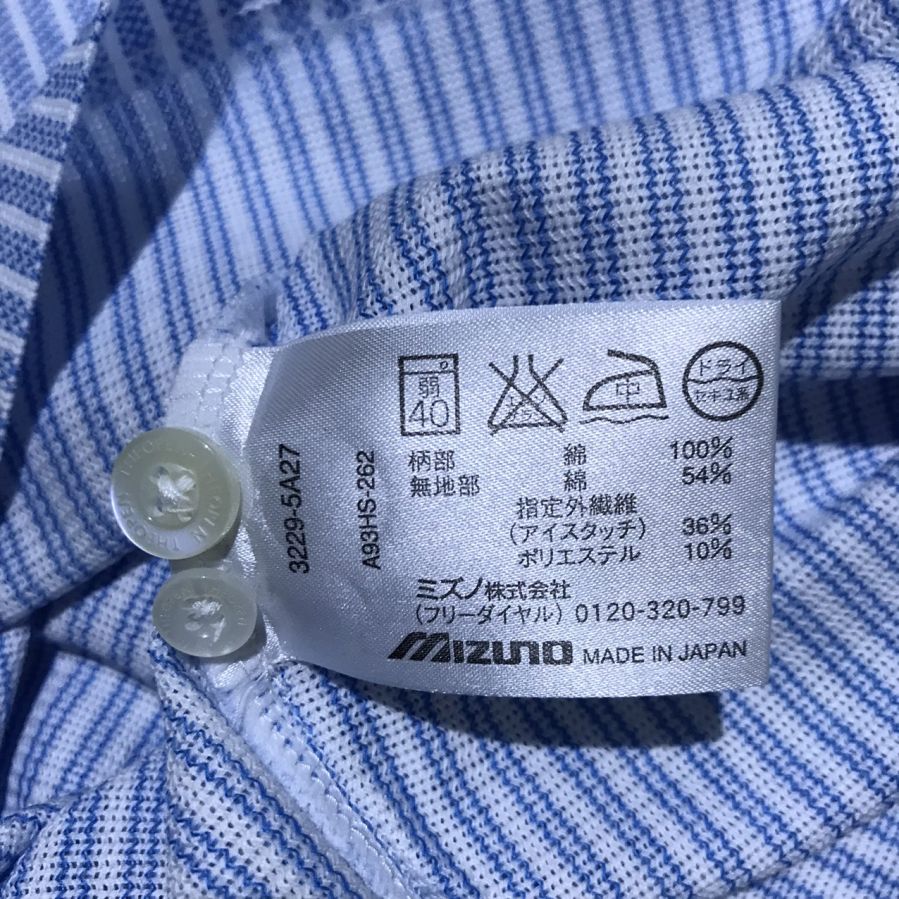 弱
40
中
ドライ
セキユ系
柄部 綿 100%
無地部 綿 54%
指定外繊維
(アイスタッチ) 36%
ポリエステル 10%
ミズノ株式会社
(フリーダイヤル) 0120-320-799
MIZUNO MADE IN JAPAN
3229-5A27
A93HS-262